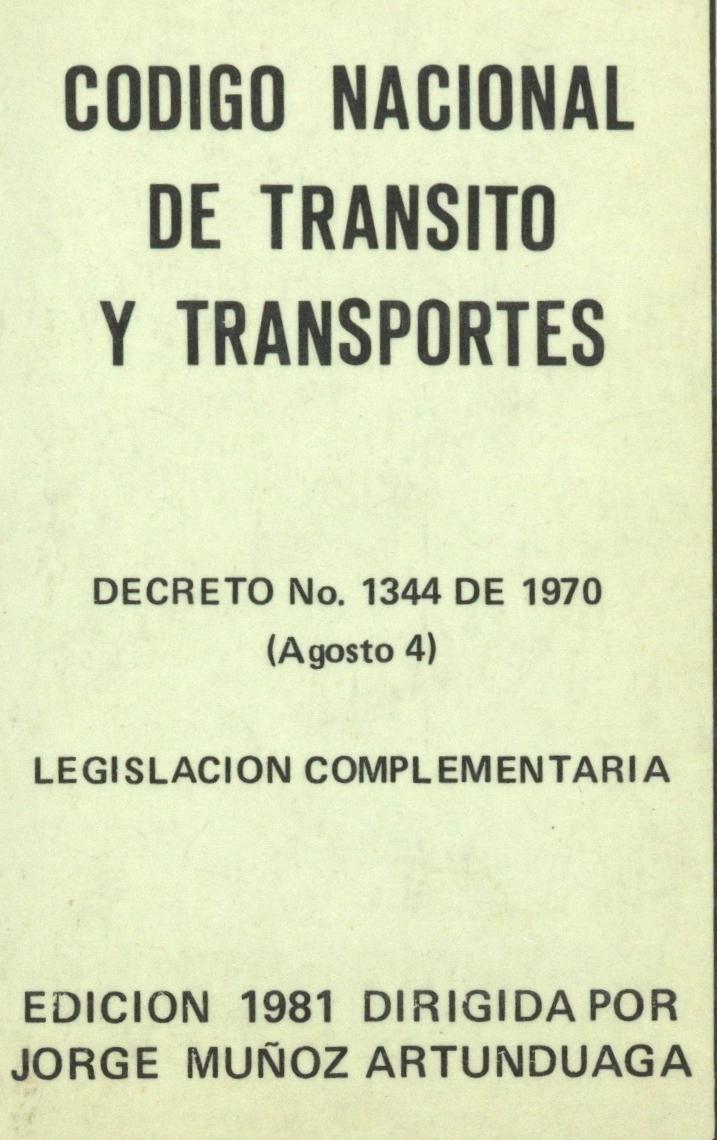 CODIGO NACIONAL
DE TRANSITO
Y TRANSPORTES
DECRETO No. 1344 DE 1970
(Agosto 4)
LEGISLACION COMPLEMENTARIA
EDICION 1981 DIRIGIDA POR
JORGE MUÑOZ ARTUNDUAGA